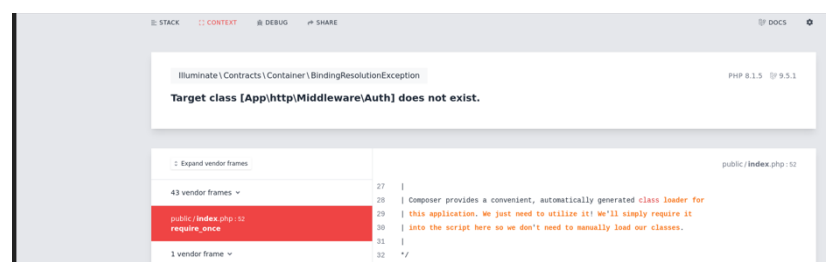 STACK CONTEXT DEBUG SHARE DOCS
Illuminate\Contracts\Container\BindingResolutionException PHP 8.1.5 9.5.1
Target class [App\http\Middleware\Auth] does not exist.
Expand vendor frames public/index.php:52
43 vendor frames
public/index.php:52
require_once
1 vendor frame
27 |
28 | Composer provides a convenient, automatically generated class loader for
29 | this application. We just need to utilize it! We'll simply require it
30 | into the script here so we don't need to manually load our classes.
31 |
32 */